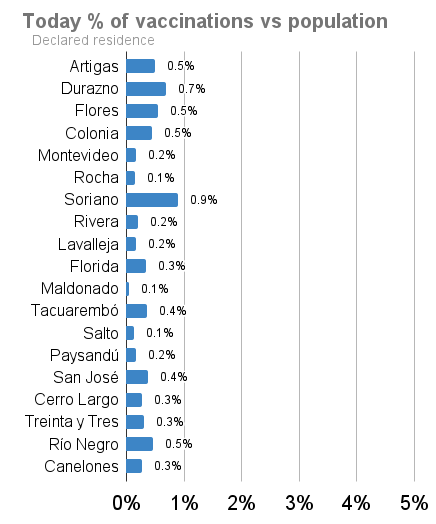 Today % of vaccinations vs population
Declared residence
Artigas 0.5%
Durazno 0.7%
Flores 0.5%
Colonia 0.5%
Montevideo 0.2%
Rocha 0.1%
Soriano 0.9%
Rivera 0.2%
Lavalleja 0.2%
Florida 0.3%
Maldonado 0.1%
Tacuarembó 0.4%
Salto 0.1%
Paysandú 0.2%
San José 0.4%
Cerro Largo 0.3%
Treinta y Tres 0.3%
Río Negro 0.5%
Canelones 0.3%
0% 1% 2% 3% 4% 5%